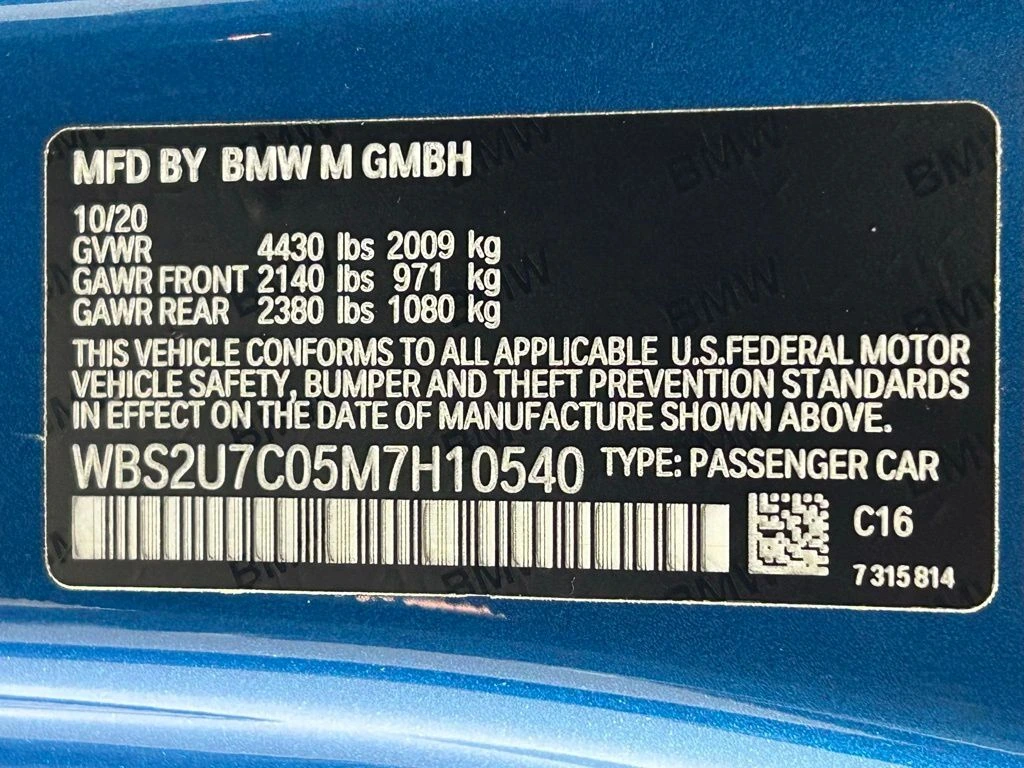 MFD BY BMW M GMBH
10/20
GVWR 4430 lbs 2009 kg
GAWR FRONT 2140 lbs 971 kg
GAWR REAR 2380 lbs 1080 kg
THIS VEHICLE CONFORMS TO ALL APPLICABLE U.S.FEDERAL MOTOR
VEHICLE SAFETY, BUMPER AND THEFT PREVENTION STANDARDS
IN EFFECT ON THE DATE OF MANUFACTURE SHOWN ABOVE.
WBS2U7C05M7H10540 TYPE: PASSENGER CAR
C16
7 315 814